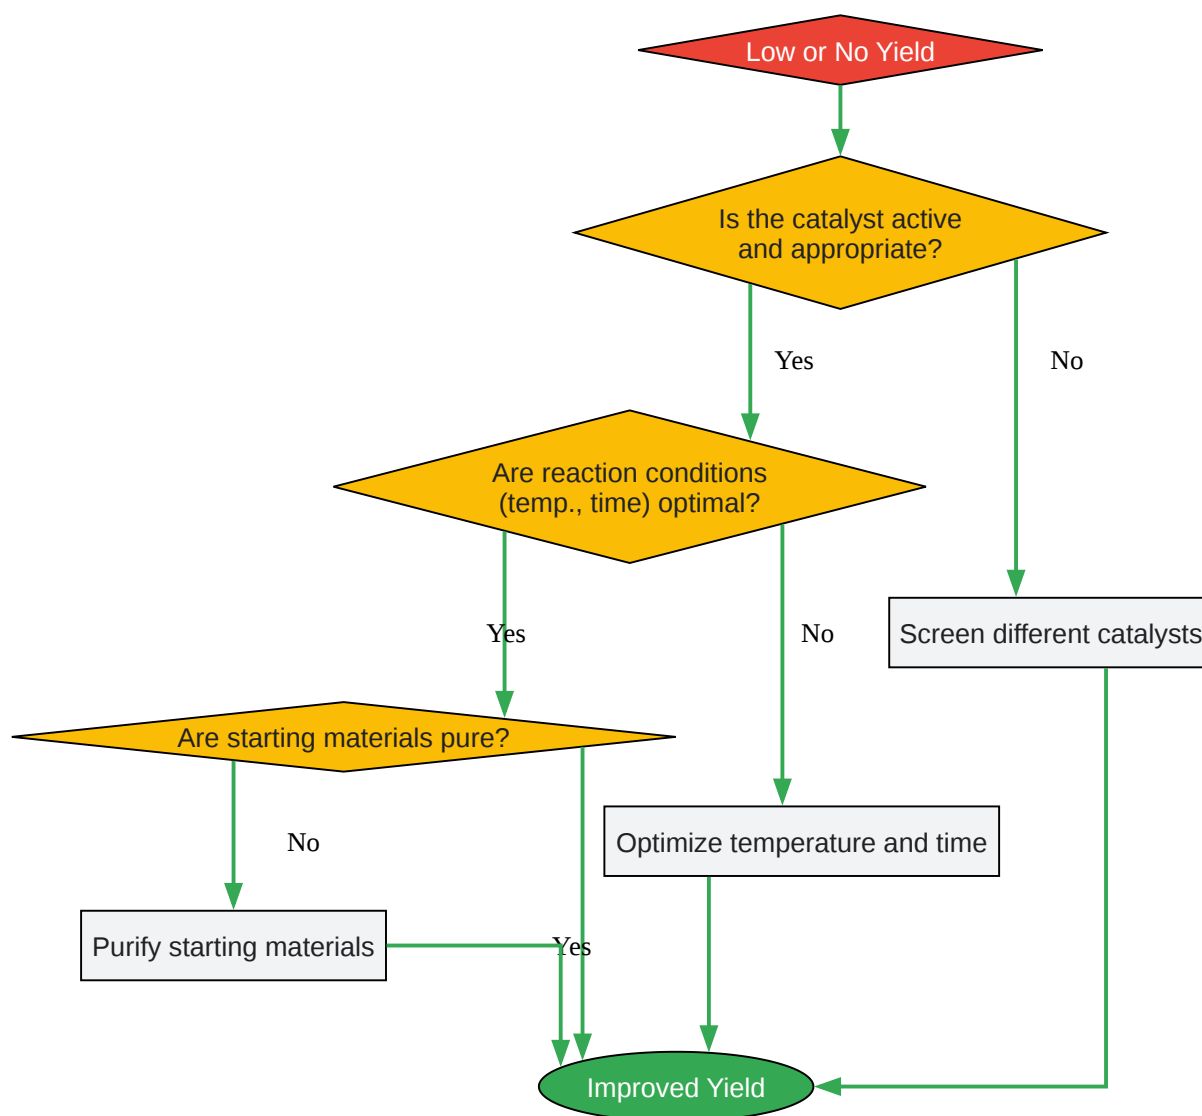 Low or No Yield
Is the catalyst active
and appropriate?
Yes
No
Are reaction conditions
(temp., time) optimal?
Yes
No
Screen different catalysts
Are starting materials pure?
No
Optimize temperature and time
Purify starting materials
Yes
Improved Yield